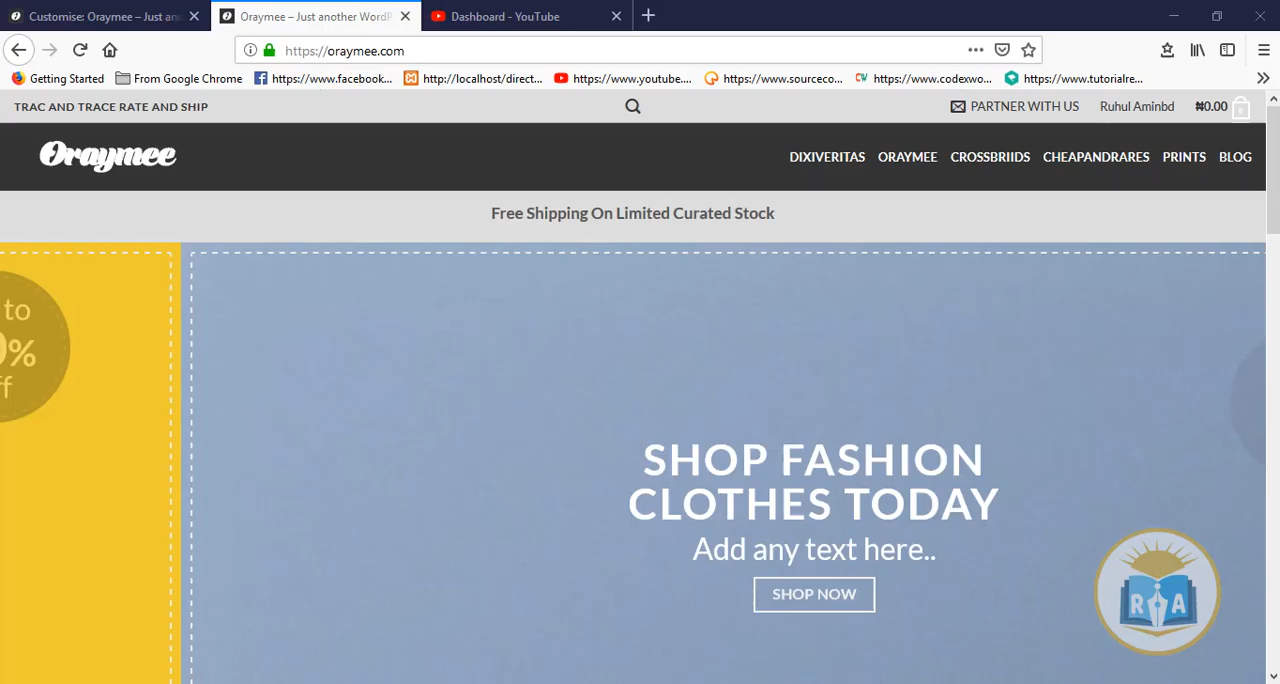 Customise: Oraymee – Just an
Oraymee – Just another WordP
Dashboard - YouTube
https://oraymee.com
Getting Started
From Google Chrome
https://www.facebook...
http://localhost/direct...
https://www.youtube....
https://www.sourceco...
https://www.codexwo...
https://www.tutorialre...
TRAC AND TRACE RATE AND SHIP
PARTNER WITH US
Ruhul Aminbd
₦0.00
Oraymee
DIXIVERITAS ORAYMEE CROSSBRIIDS CHEAPANDRARES PRINTS BLOG
Free Shipping On Limited Curated Stock
to
%
ff
SHOP FASHION
CLOTHES TODAY
Add any text here..
SHOP NOW
R A